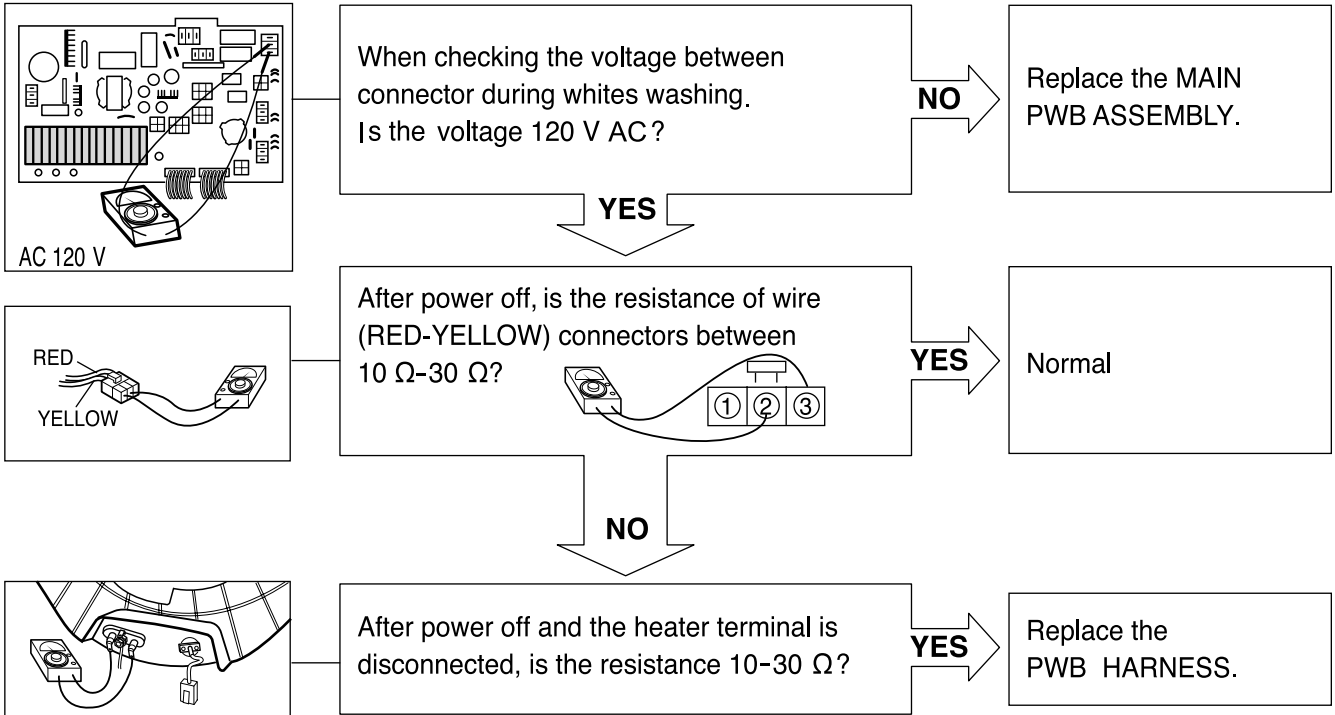 AC 120 V
When checking the voltage between
connector during whites washing.
Is the voltage 120 V AC?
NO
Replace the MAIN
PWB ASSEMBLY.
YES
RED
YELLOW
After power off, is the resistance of wire
(RED-YELLOW) connectors between
10 Ω-30 Ω?
① ② ③
YES
Normal
NO
After power off and the heater terminal is
disconnected, is the resistance 10-30 Ω?
YES
Replace the
PWB HARNESS.